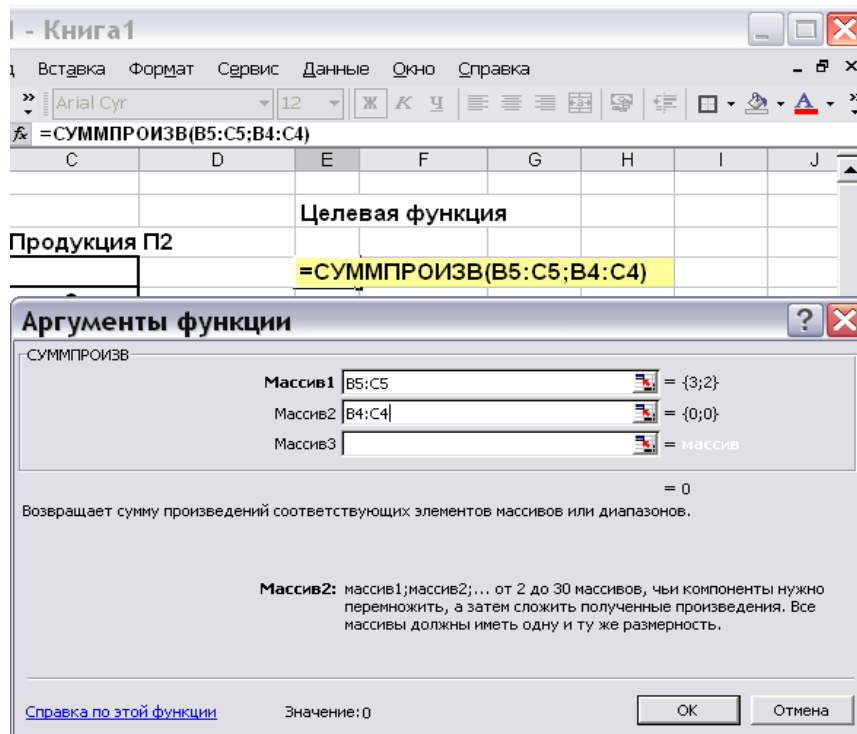 - Книга1
Вставка Формат Сервис Данные Окно Справка
Arial Cyr 12 Ж К Ч
fx =СУММПРОИЗВ(B5:C5;B4:C4)
C D E F G H I J
Целевая функция
Продукция П2
=СУММПРОИЗВ(B5:C5;B4:C4)
Аргументы функции
СУММПРОИЗВ
Массив1 B5:C5 = {3;2}
Массив2 B4:C4 = {0;0}
Массив3 = массив
= 0
Возвращает сумму произведений соответствующих элементов массивов или диапазонов.
Массив2: массив1;массив2;... от 2 до 30 массивов, чьи компоненты нужно
перемножить, а затем сложить полученные произведения. Все
массивы должны иметь одну и ту же размерность.
Справка по этой функции Значение:0 ОК Отмена